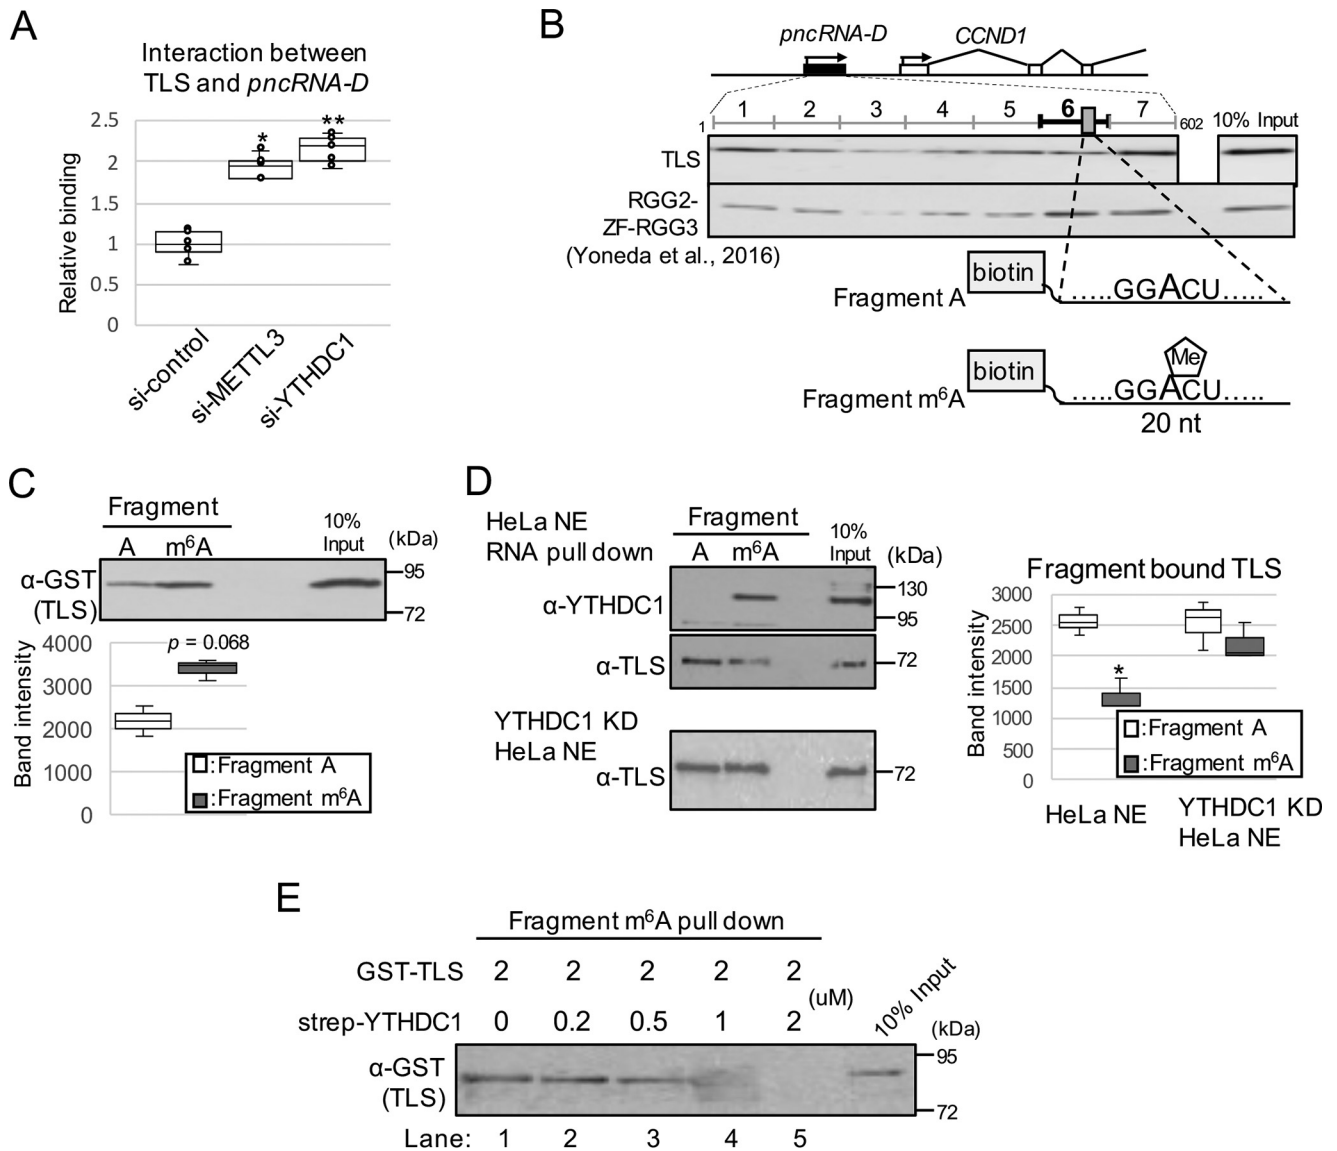 A
Interaction between
TLS and pncRNA-D
Relative binding
2.5
2
1.5
1
0.5
0
*
**
si-control
si-METTL3
si-YTHDC1
B
pncRNA-D
CCND1
1 2 3 4 5 6 7
1
602
10% Input
TLS
RGG2-
ZF-RGG3
(Yoneda et al., 2016)
biotin
Fragment A
.....GGACU.....
Me
biotin
Fragment m⁶A
.....GGACU.....
20 nt
C
Fragment
A m⁶A
10%
Input
(kDa)
α-GST
(TLS)
95
72
Band intensity
4000
3000
2000
1000
0
p = 0.068
:Fragment A
:Fragment m⁶A
D
HeLa NE
RNA pull down
Fragment
A m⁶A
10%
Input
(kDa)
α-YTHDC1
130
95
α-TLS
72
YTHDC1 KD
HeLa NE
α-TLS
72
Fragment bound TLS
Band intensity
3000
2500
2000
1500
1000
500
0
*
:Fragment A
:Fragment m⁶A
HeLa NE
YTHDC1 KD
HeLa NE
E
Fragment m⁶A pull down
GST-TLS 2 2 2 2 2
(uM)
strep-YTHDC1 0 0.2 0.5 1 2
10% Input
(kDa)
α-GST
(TLS)
95
72
Lane: 1 2 3 4 5